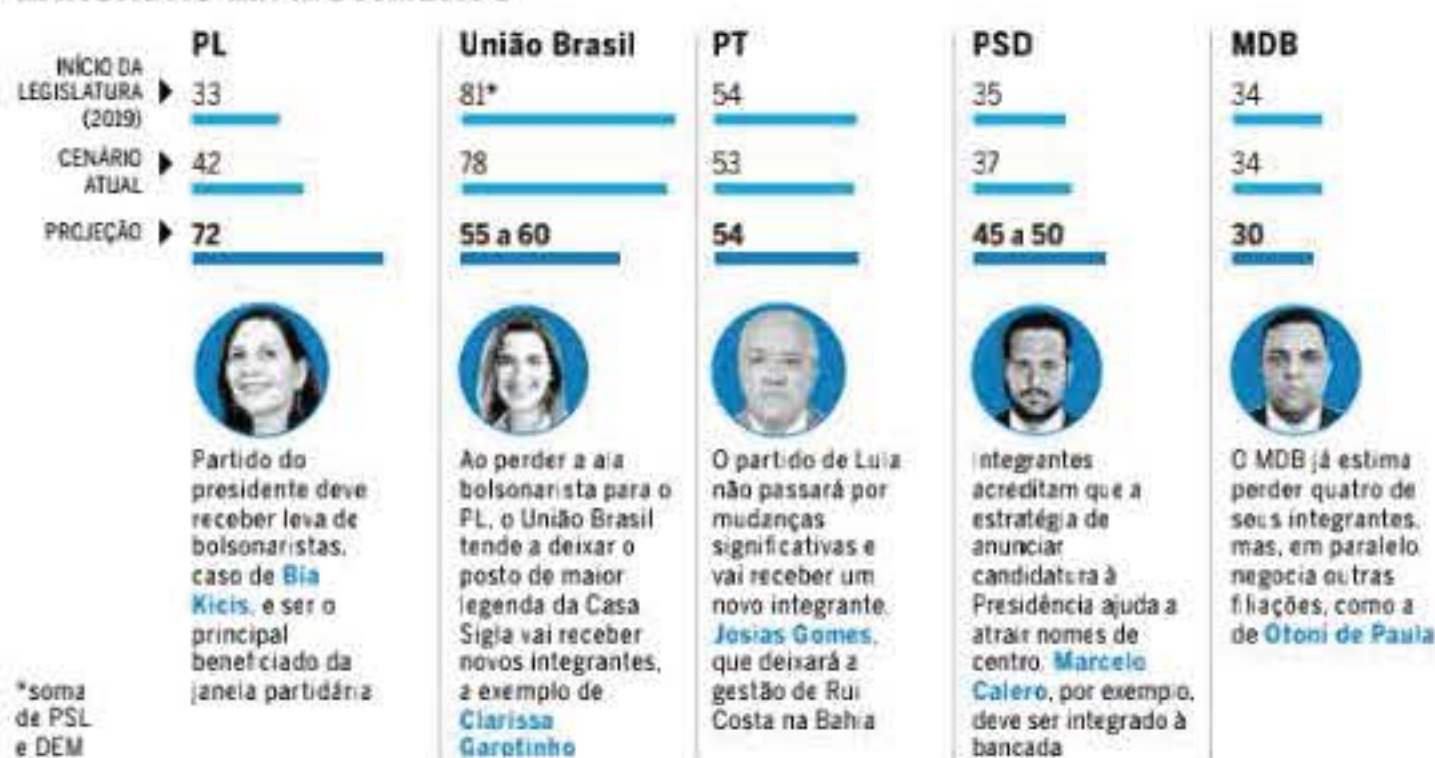 PL
União Brasil
PT
PSD
MDB
INÍCIO DA
LEGISLATURA
(2019)
33
81*
54
35
34
CENÁRIO
ATUAL
42
78
53
37
34
PROJEÇÃO
72
55 a 60
54
45 a 50
30
Partido do
presidente deve
receber leva de
bolsonaristas,
caso de Bia
Kicis, e ser o
principal
beneficiado da
janela partidária
Ao perder a ala
bolsonarista para o
PL, o União Brasil
tende a deixar o
posto de maior
legenda da Casa
Sigla vai receber
novos integrantes,
a exemplo de
Clarissa
Garotinho
O partido de Lula
não passará por
mudanças
significativas e
vai receber um
novo integrante,
Josias Gomes,
que deixará a
gestão de Rui
Costa na Bahia
Integrantes
acreditam que a
estratégia de
anunciar
candidatura à
Presidência ajuda a
atrair nomes de
centro. Marcelo
Calero, por exemplo,
deve ser integrado à
bancada
O MDB já estima
perder quatro de
seus integrantes,
mas, em paralelo
negocia outras
filiações, como a
de Otoni de Paula
*soma
de PSL
e DEM